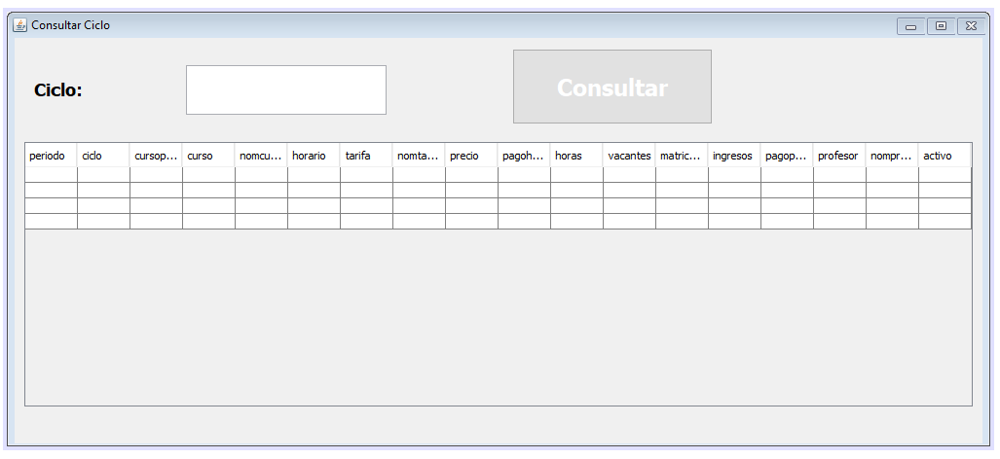 Consultar Ciclo
Ciclo: Consultar
periodo ciclo cursop... curso nomcu... horario tarifa nomta... precio pagoh... horas vacantes matric... ingresos pagop... profesor nompr... activo